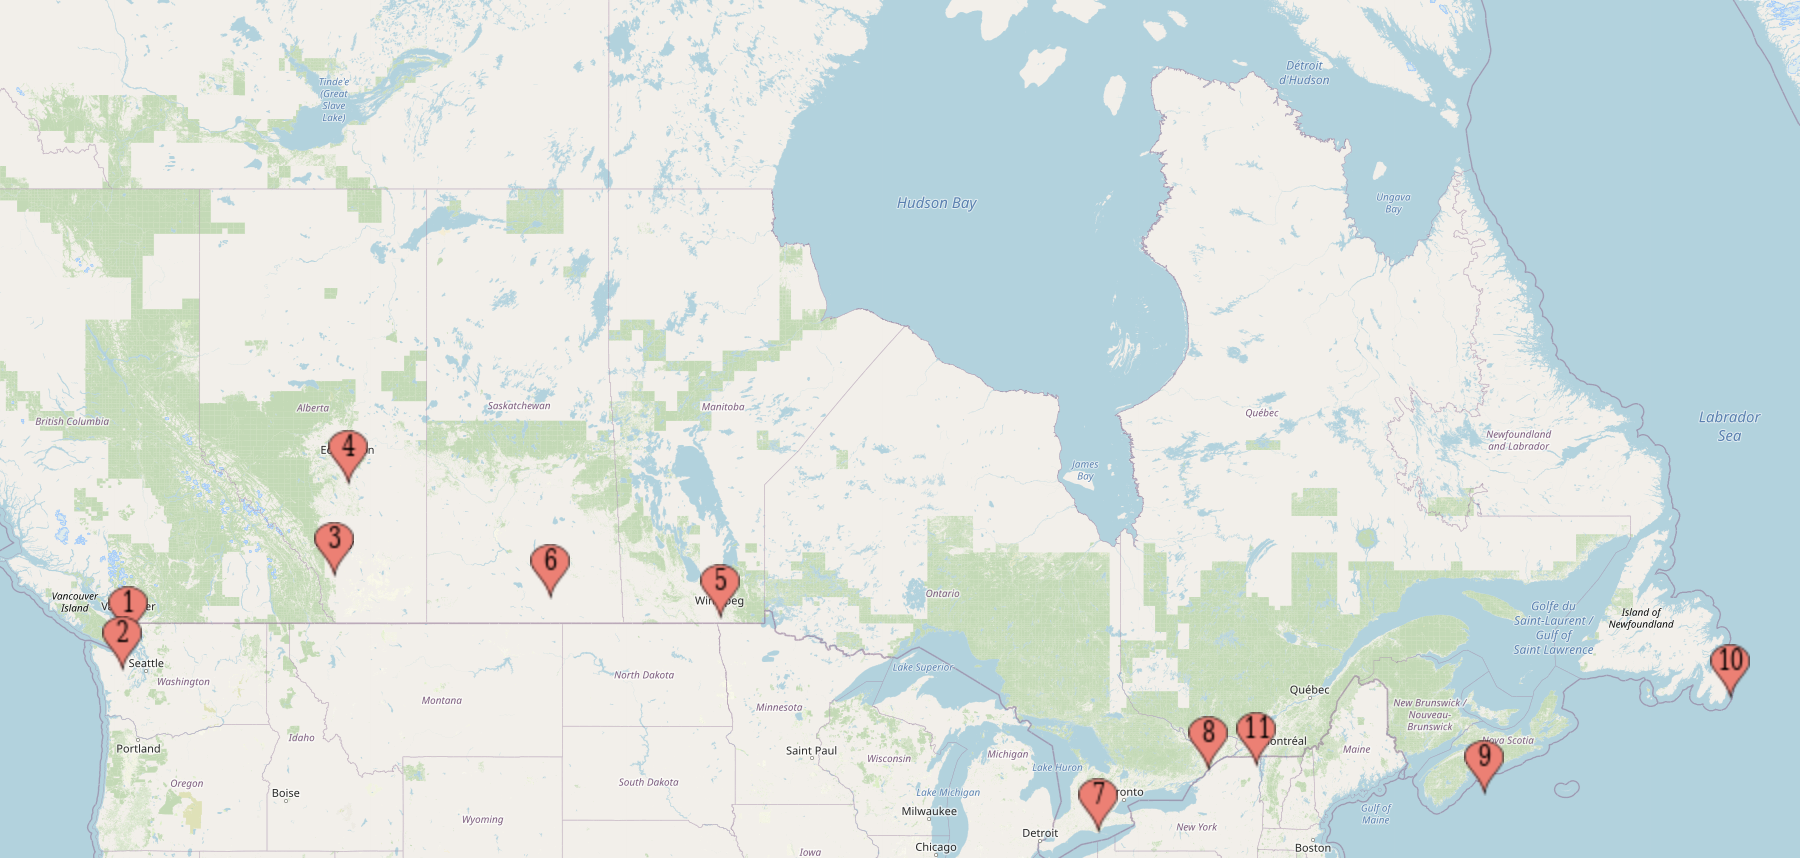 Détroit
d'Hudson
Tinde'e
(Great
Slave
Lake)
Hudson Bay
Ungava
Bay
Alberta
Saskatchewan
Manitoba
Québec
British Columbia
Labrador
Sea
Newfoundland
and Labrador
4
James
Bay
3
6
5
Vancouver
Island
Ontario
1
2
Golfe du
Saint-Laurent /
Gulf of
Saint Lawrence
Island of
Newfoundland
Seattle
Washington
Lake Superior
10
North Dakota
Montana
Québec
New Brunswick /
Nouveau-
Brunswick
Minnesota
8
11
Montréal
Nova Scotia
Idaho
Portland
Saint Paul
Wisconsin
Michigan
Maine
9
Lake Huron
Oregon
South Dakota
Boise
Lake Michigan
7
Milwaukee
Gulf of
Maine
Wyoming
New York
Detroit
Chicago
Iowa
Boston